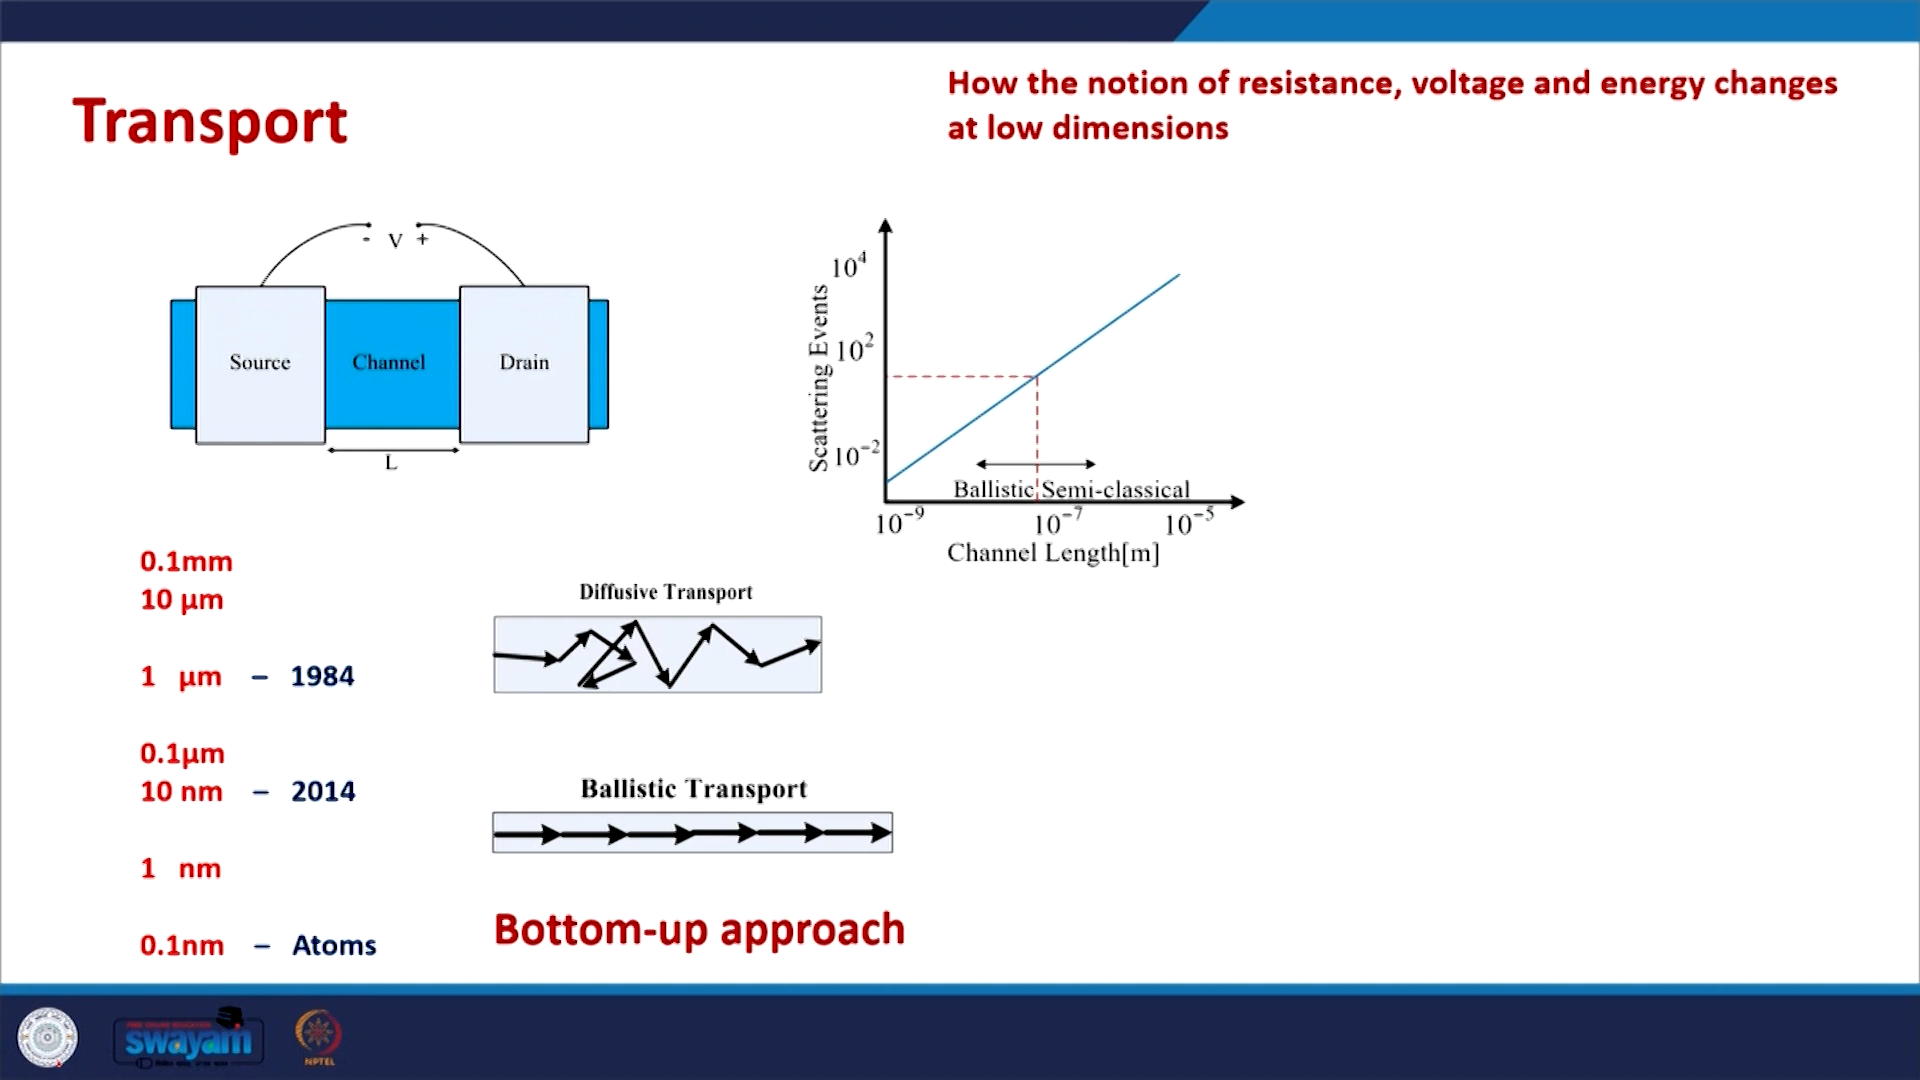 How the notion of resistance, voltage and energy changes
at low dimensions
Transport
- V +
Source
Channel
Drain
L
10⁴
10²
10⁻²
Scattering Events
Ballistic Semi-classical
10⁻⁹
10⁻⁷
10⁻⁵
Channel Length[m]
0.1mm
10 µm
1 µm – 1984
0.1µm
10 nm – 2014
1 nm
0.1nm – Atoms
Diffusive Transport
Ballistic Transport
Bottom-up approach
swayam
NPTEL